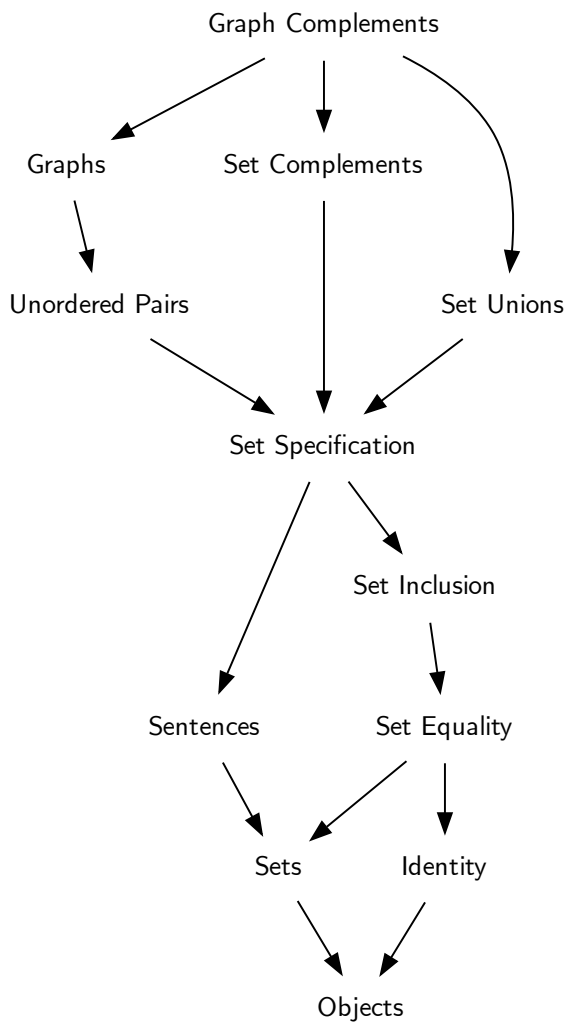 Graph Complements
Graphs
Set Complements
Unordered Pairs
Set Unions
Set Specification
Set Inclusion
Sentences
Set Equality
Sets
Identity
Objects